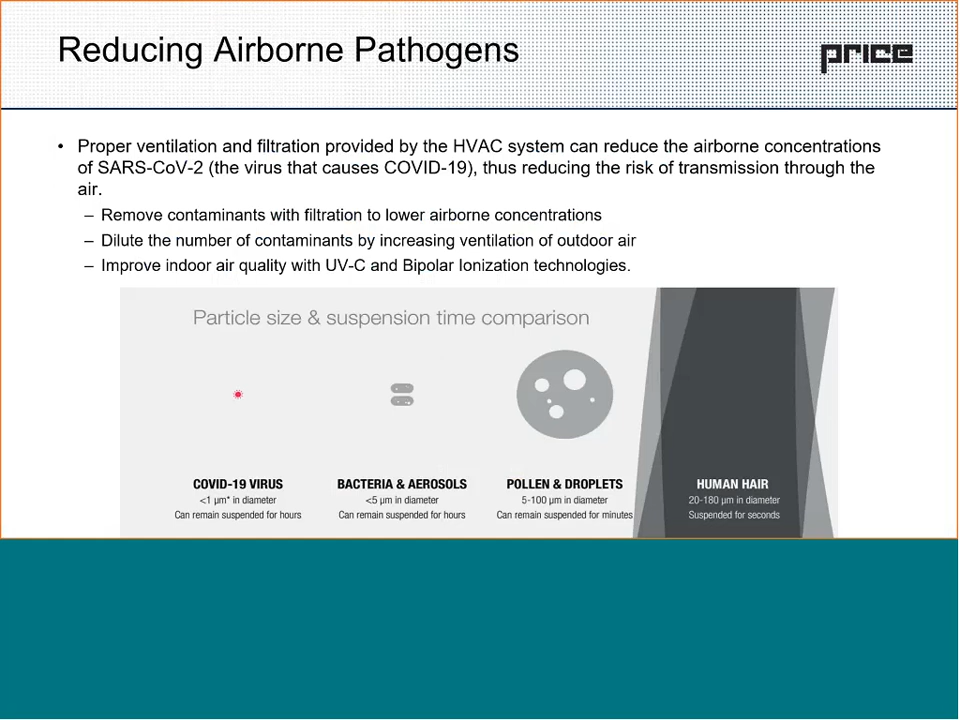 Reducing Airborne Pathogens
price
• Proper ventilation and filtration provided by the HVAC system can reduce the airborne concentrations
of SARS-CoV-2 (the virus that causes COVID-19), thus reducing the risk of transmission through the
air.
– Remove contaminants with filtration to lower airborne concentrations
– Dilute the number of contaminants by increasing ventilation of outdoor air
– Improve indoor air quality with UV-C and Bipolar Ionization technologies.
Particle size & suspension time comparison
COVID-19 VIRUS
<1 µm* in diameter
Can remain suspended for hours
BACTERIA & AEROSOLS
<5 µm in diameter
Can remain suspended for hours
POLLEN & DROPLETS
5-100 µm in diameter
Can remain suspended for minutes
HUMAN HAIR
20-180 µm in diameter
Suspended for seconds